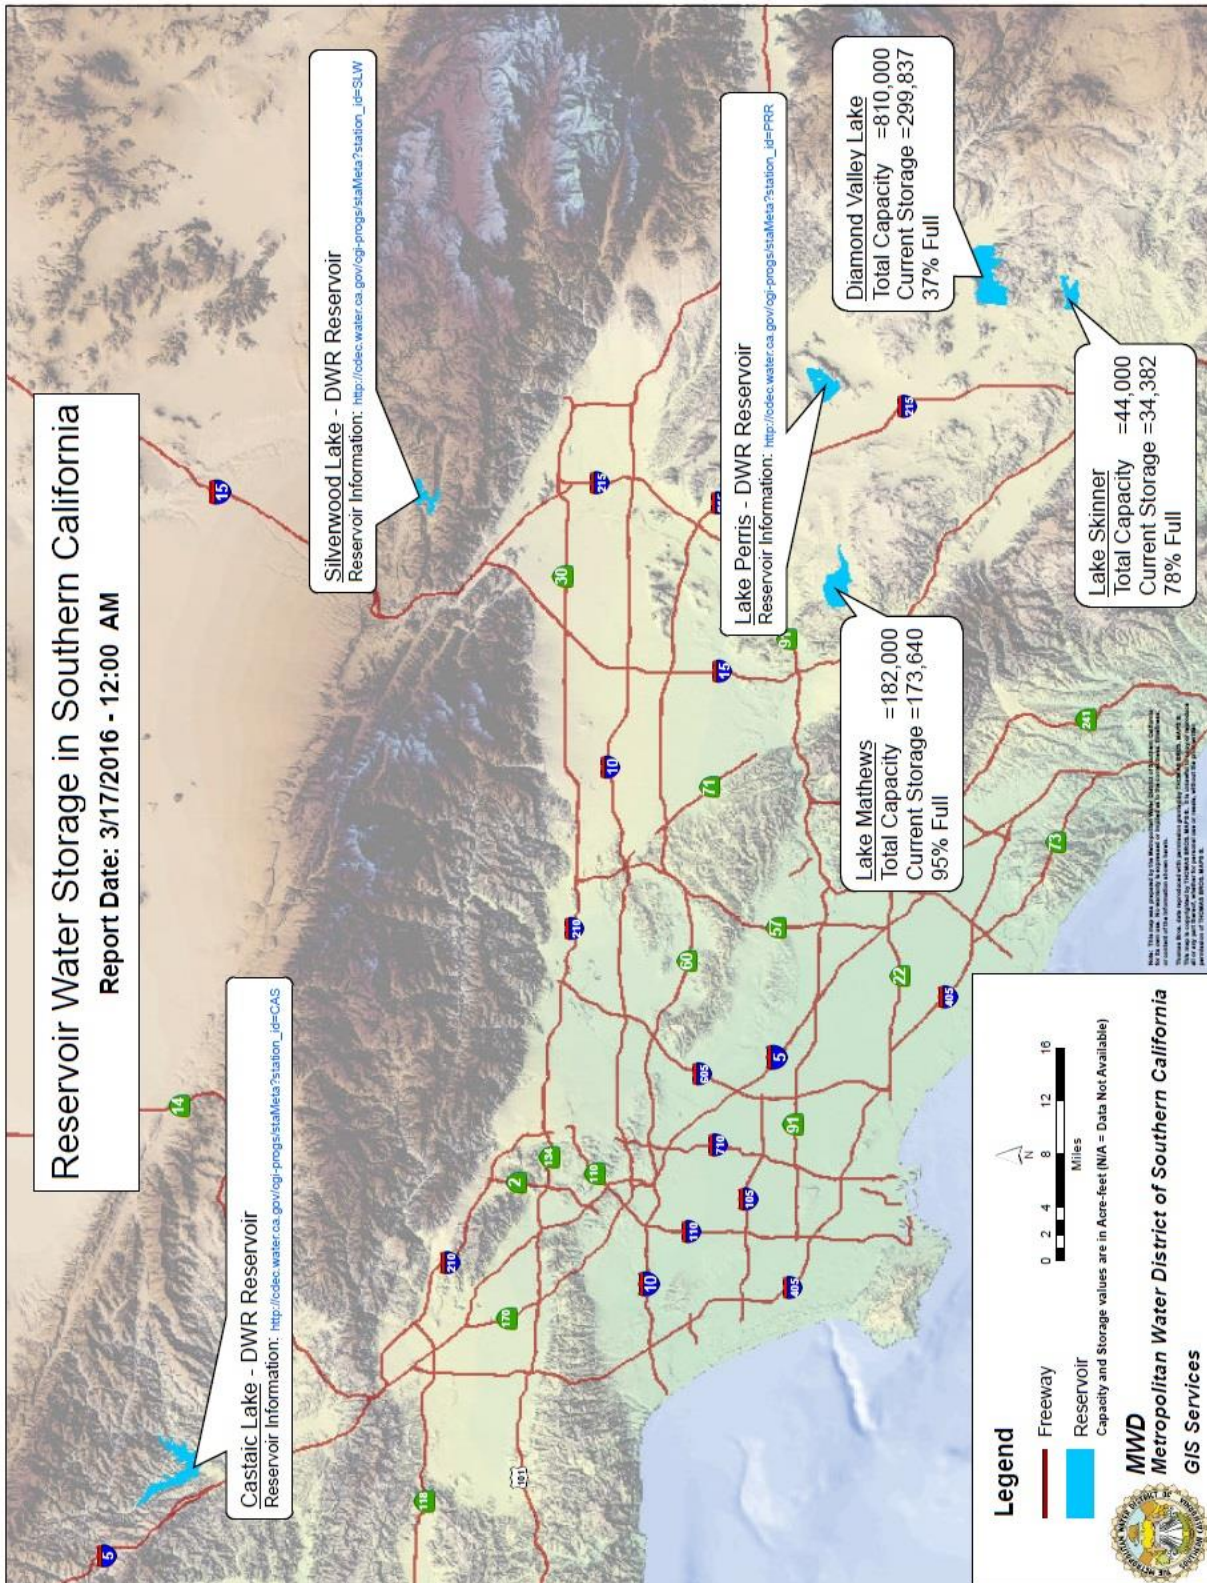 Reservoir Water Storage in Southern California
Report Date: 3/17/2016 - 12:00 AM
Castaic Lake - DWR Reservoir
Reservoir Information: http://cdec.water.ca.gov/cgi-progs/staMeta?station_id=CAS
Silverwood Lake - DWR Reservoir
Reservoir Information: http://cdec.water.ca.gov/cgi-progs/staMeta?station_id=SLW
Lake Perris - DWR Reservoir
Reservoir Information: http://cdec.water.ca.gov/cgi-progs/staMeta?station_id=PRR
Diamond Valley Lake
Total Capacity =810,000
Current Storage =299,837
37% Full
Lake Mathews
Total Capacity =182,000
Current Storage =173,640
95% Full
Lake Skinner
Total Capacity =44,000
Current Storage =34,382
78% Full
5
14
15
118
101
170
210
2
134
110
10
405
110
105
710
91
605
5
60
210
57
22
405
10
71
30
15
91
73
241
215
215
Legend
Freeway
Reservoir
Capacity and Storage values are in Acre-feet (N/A = Data Not Available)
N
0 2 4 8 12 16
Miles
MWD
Metropolitan Water District of Southern California
GIS Services